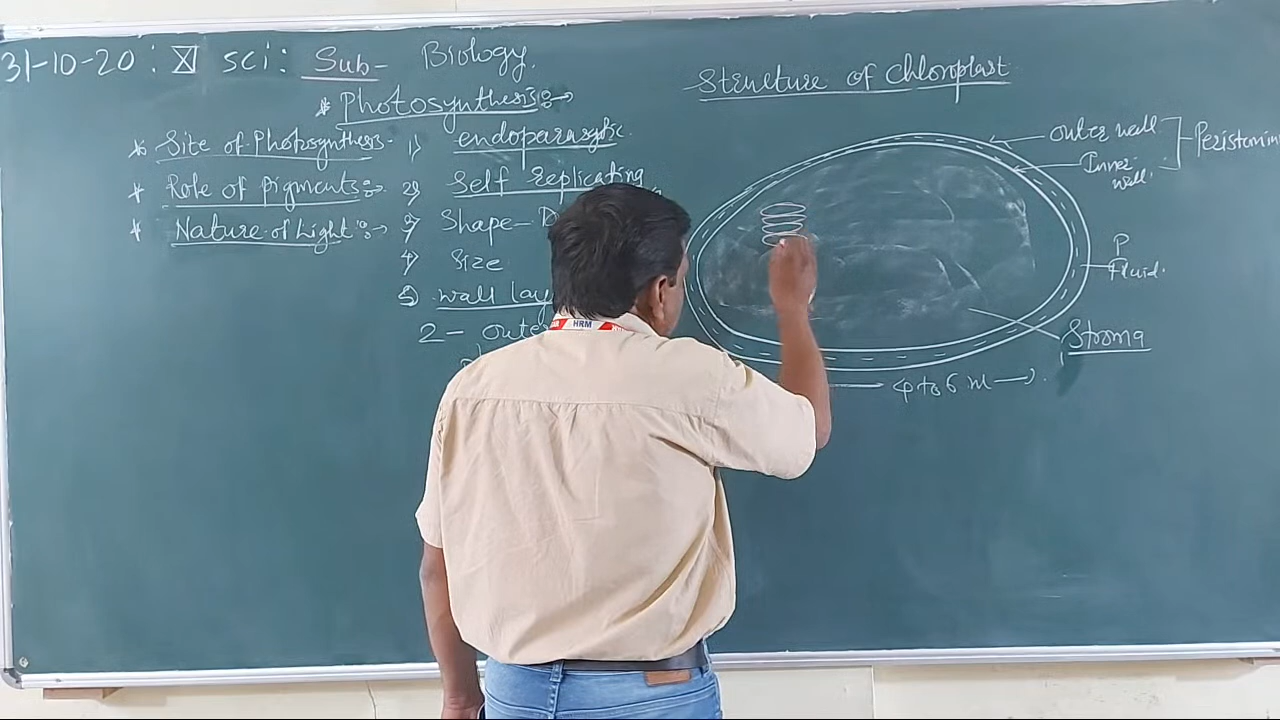 31-10-20 : XI sci : Sub- Biology.
* Photosynthesis :→
* Site of Photosynthesis.
* Role of pigments :-
* Nature of Light :-
1) endoparasytic.
2) Self Replicating
3) Shape-
4) Size
5) wall lay
2 - oute
HRM
Structure of Chloroplast
outer wall
Inner wall.
Peristomin
P
Fluid.
Stroma
4 to 6 m